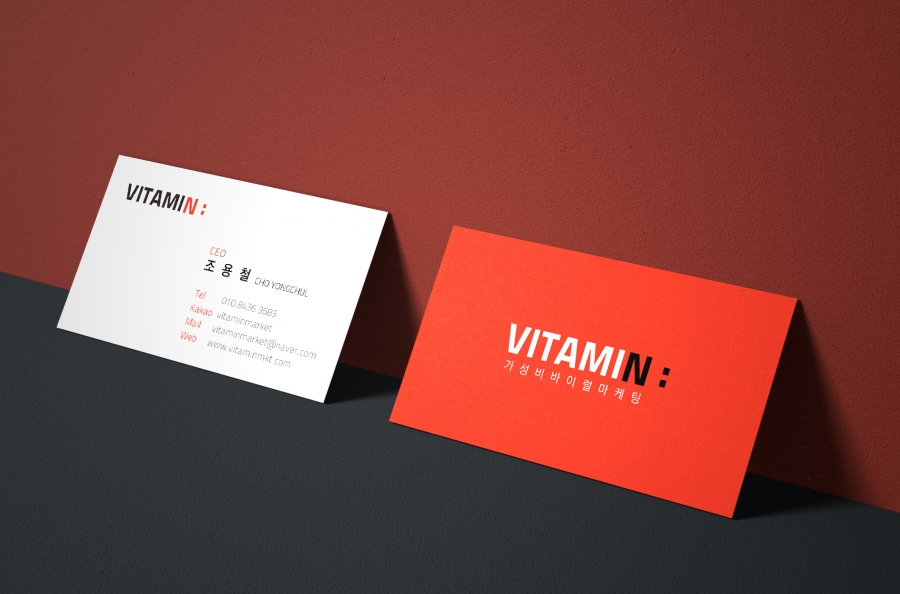 VITAMIN :
CEO
조 용 철 CHO YONGCHUL
Tel 010.8436.3683
Kakao vitaminmarket
Mail vitaminmarket@naver.com
Web www.vitaminmkt.com
VITAMIN :
가성비바이럴마케팅